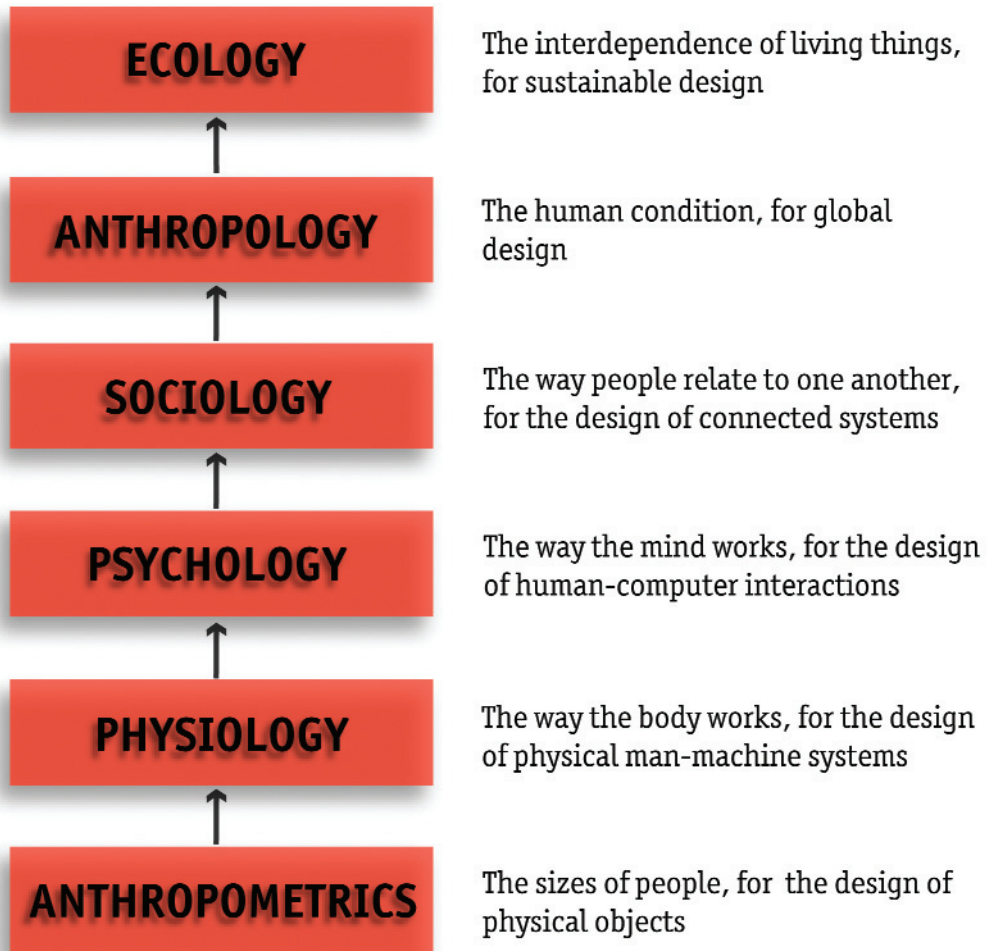 ECOLOGY
The interdependence of living things,
for sustainable design
ANTHROPOLOGY
The human condition, for global
design
SOCIOLOGY
The way people relate to one another,
for the design of connected systems
PSYCHOLOGY
The way the mind works, for the design
of human-computer interactions
PHYSIOLOGY
The way the body works, for the design
of physical man-machine systems
ANTHROPOMETRICS
The sizes of people, for the design of
physical objects